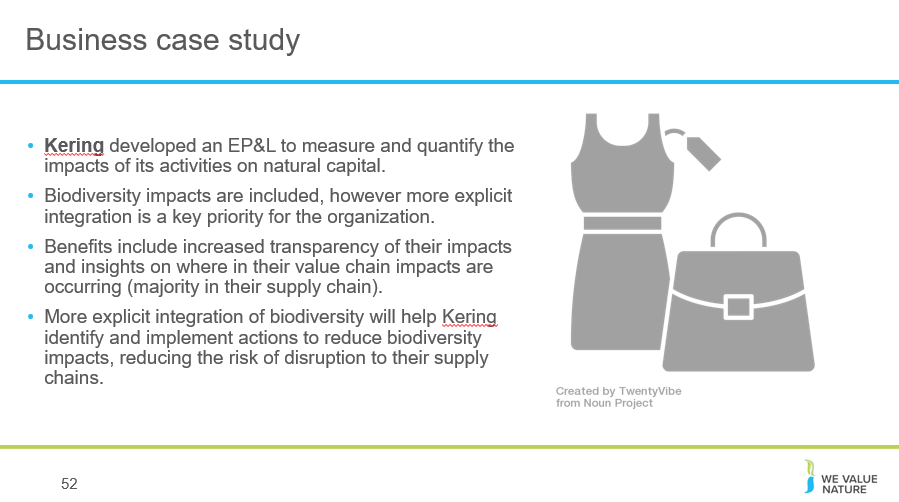 Business case study
• Kering developed an EP&L to measure and quantify the
impacts of its activities on natural capital.
• Biodiversity impacts are included, however more explicit
integration is a key priority for the organization.
• Benefits include increased transparency of their impacts
and insights on where in their value chain impacts are
occurring (majority in their supply chain).
• More explicit integration of biodiversity will help Kering
identify and implement actions to reduce biodiversity
impacts, reducing the risk of disruption to their supply
chains.
Created by TwentyVibe
from Noun Project
52
WE VALUE
NATURE